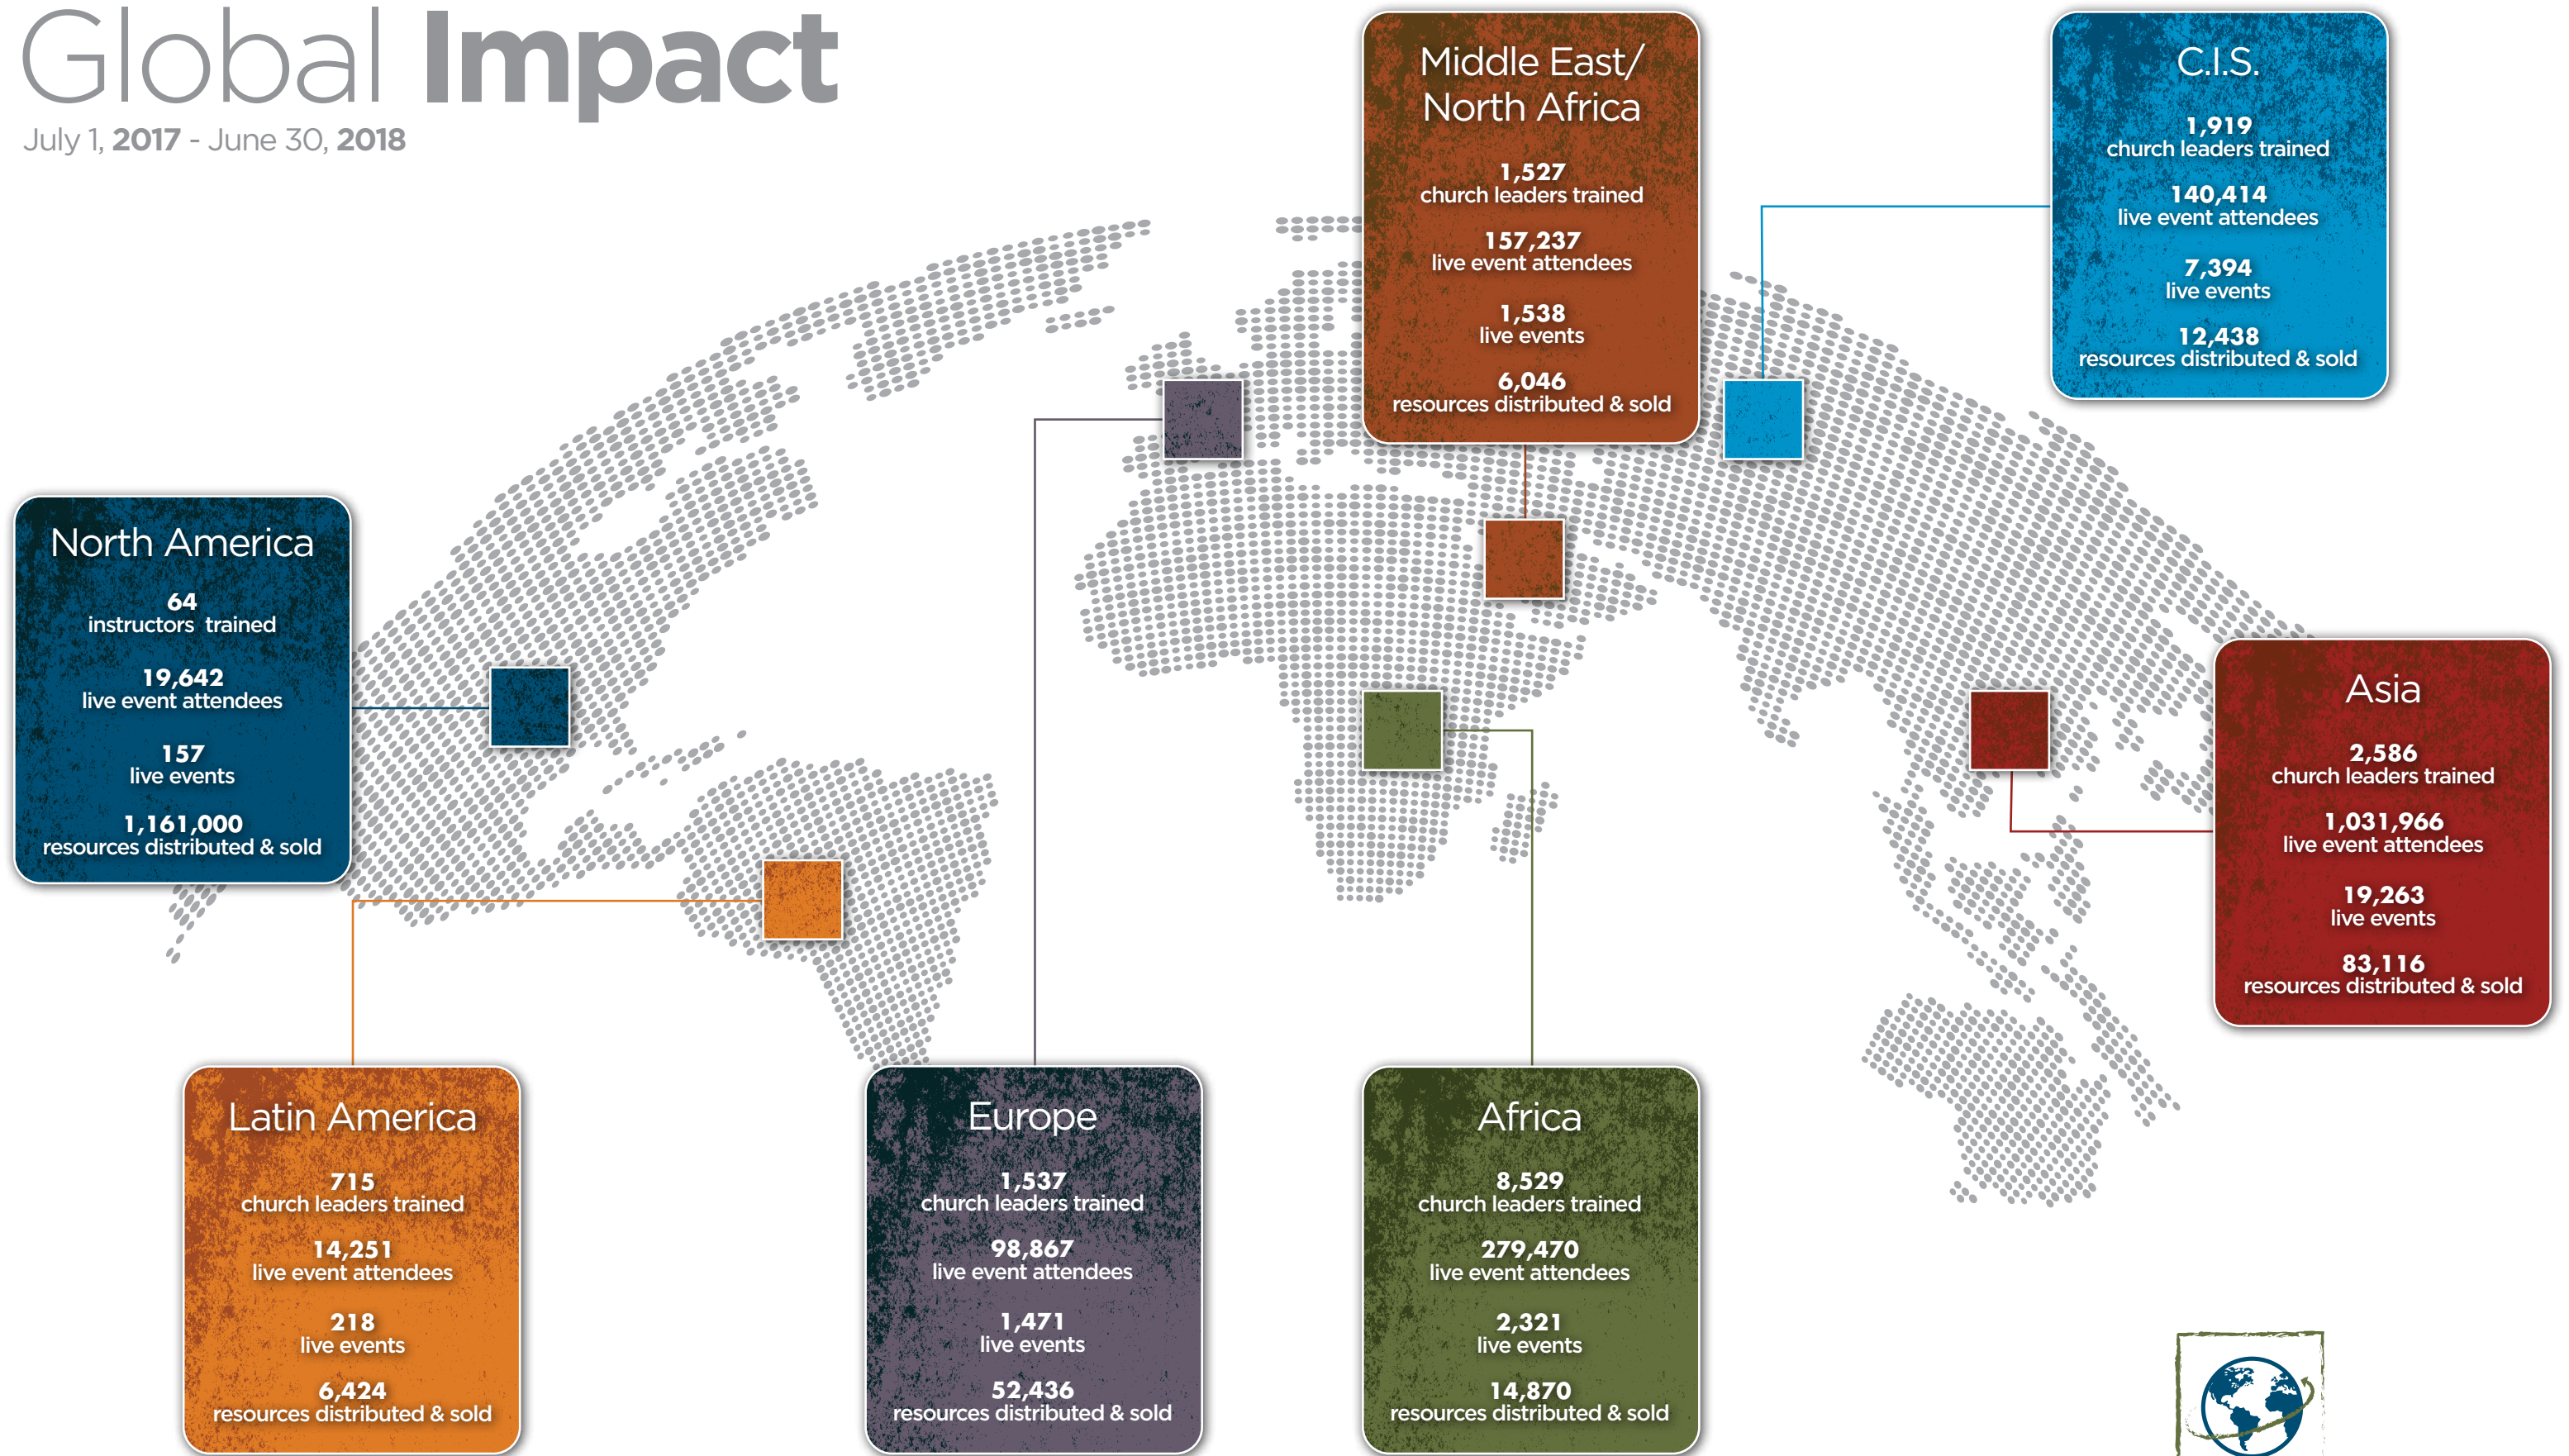 Global Impact
July 1, 2017 - June 30, 2018
Middle East/
North Africa
1,527
church leaders trained
157,237
live event attendees
1,538
live events
6,046
resources distributed & sold
C.I.S.
1,919
church leaders trained
140,414
live event attendees
7,394
live events
12,438
resources distributed & sold
North America
64
instructors trained
19,642
live event attendees
157
live events
1,161,000
resources distributed & sold
Asia
2,586
church leaders trained
1,031,966
live event attendees
19,263
live events
83,116
resources distributed & sold
Latin America
715
church leaders trained
14,251
live event attendees
218
live events
6,424
resources distributed & sold
Europe
1,537
church leaders trained
98,867
live event attendees
1,471
live events
52,436
resources distributed & sold
Africa
8,529
church leaders trained
279,470
live event attendees
2,321
live events
14,870
resources distributed & sold